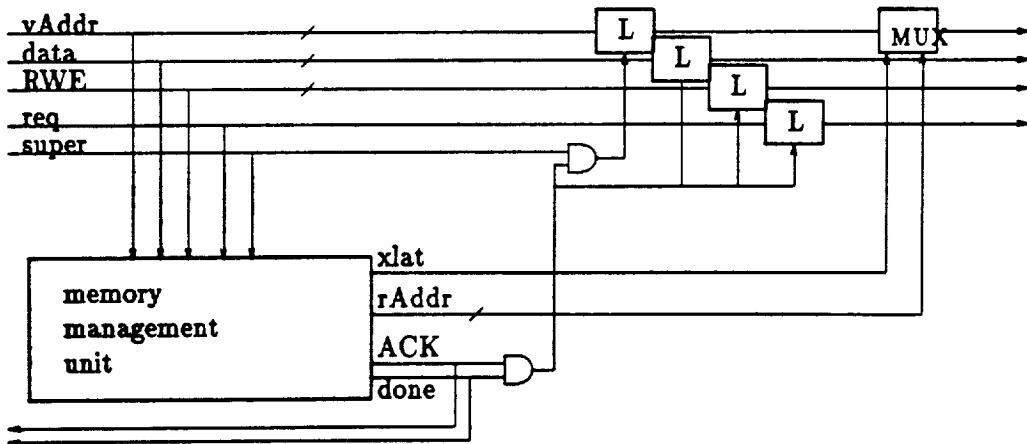 vAddr
data
RWE
req
super
L
L
L
L
MUX
memory
management
unit
xlat
rAddr
ACK
done